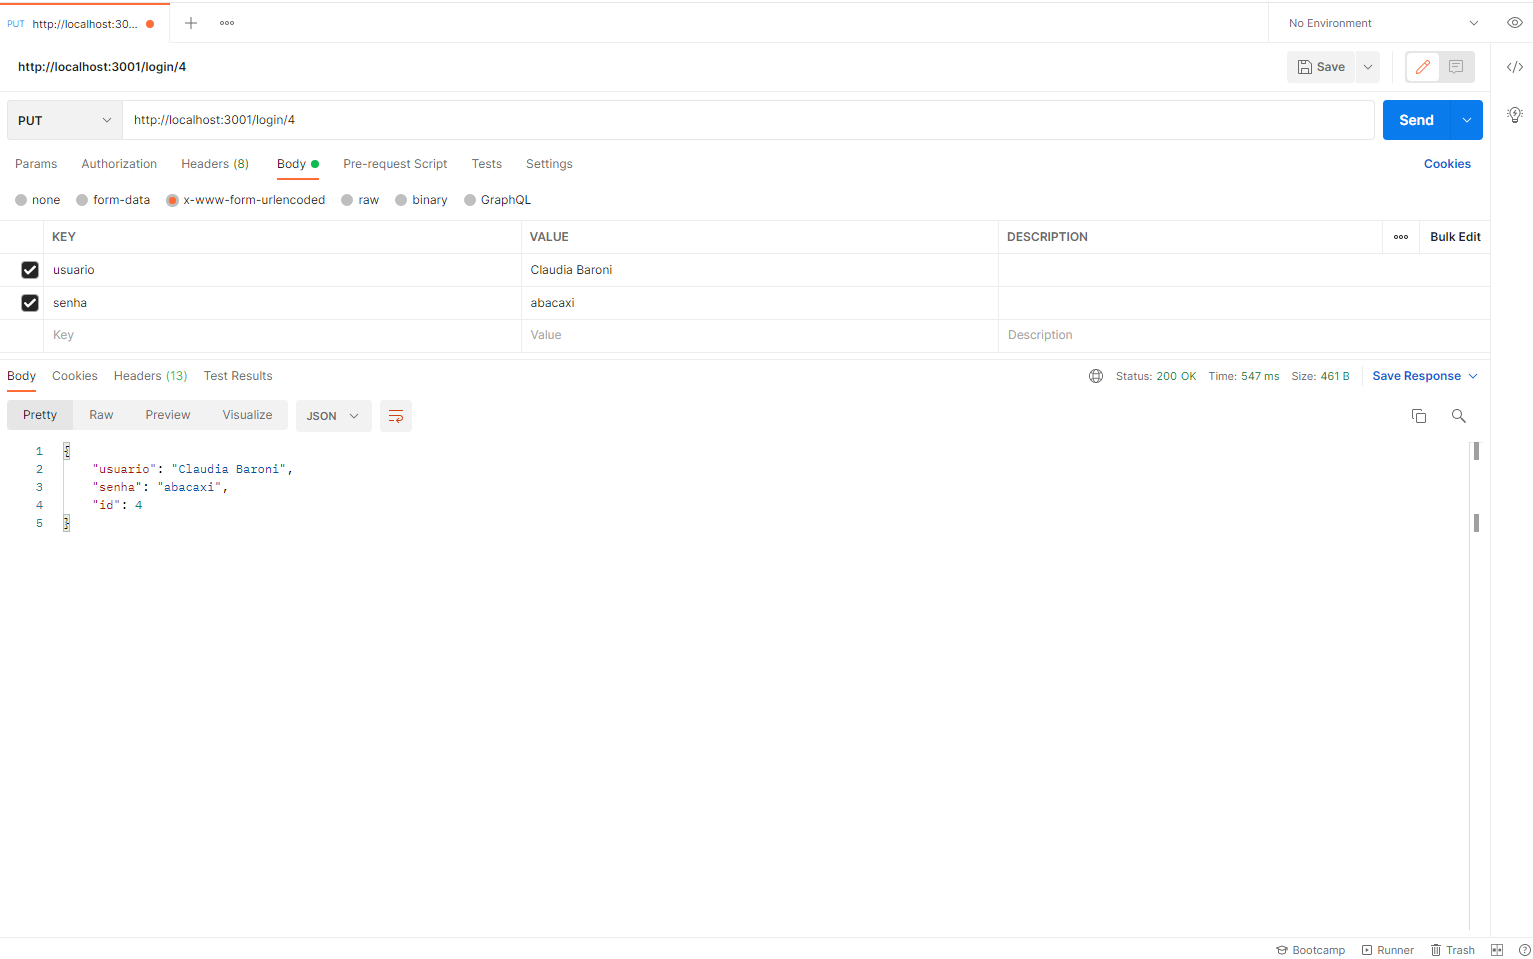 PUT http://localhost:30...
No Environment
http://localhost:3001/login/4
Save
PUT http://localhost:3001/login/4 Send
Params Authorization Headers (8) Body Pre-request Script Tests Settings Cookies
none form-data x-www-form-urlencoded raw binary GraphQL
KEY VALUE DESCRIPTION Bulk Edit
usuario Claudia Baroni
senha abacaxi
Key Value Description
Body Cookies Headers (13) Test Results Status: 200 OK Time: 547 ms Size: 461 B Save Response
Pretty Raw Preview Visualize JSON
1 {
2 "usuario": "Claudia Baroni",
3 "senha": "abacaxi",
4 "id": 4
5 }
Bootcamp Runner Trash